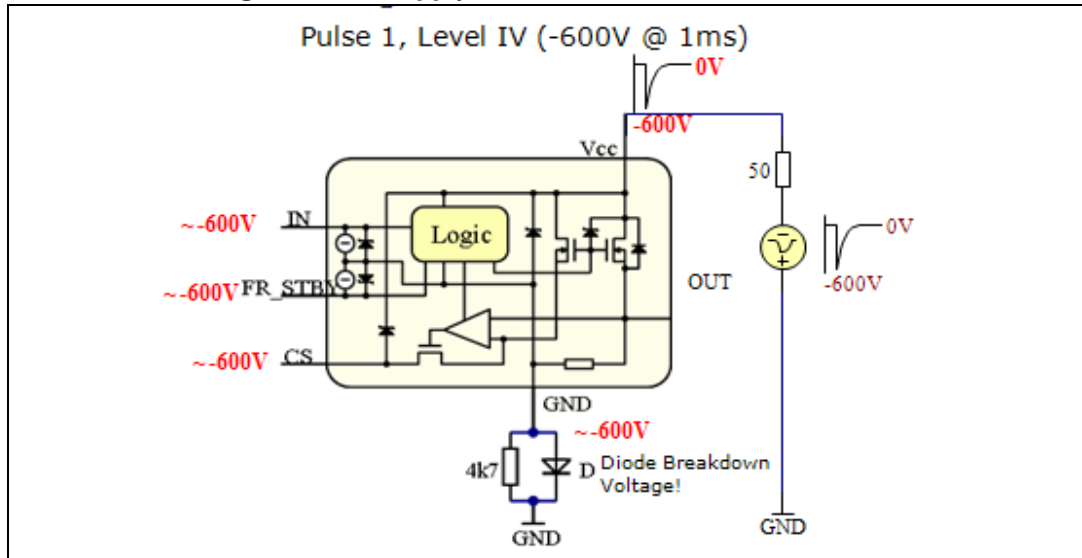 Pulse 1, Level IV (-600V @ 1ms)
0V
-600V
Vcc
50
~-600V IN
Logic
0V
-600V
~-600V FR_STBY
OUT
~-600V CS
GND
~-600V
4k7
D Diode Breakdown
Voltage!
GND
GND